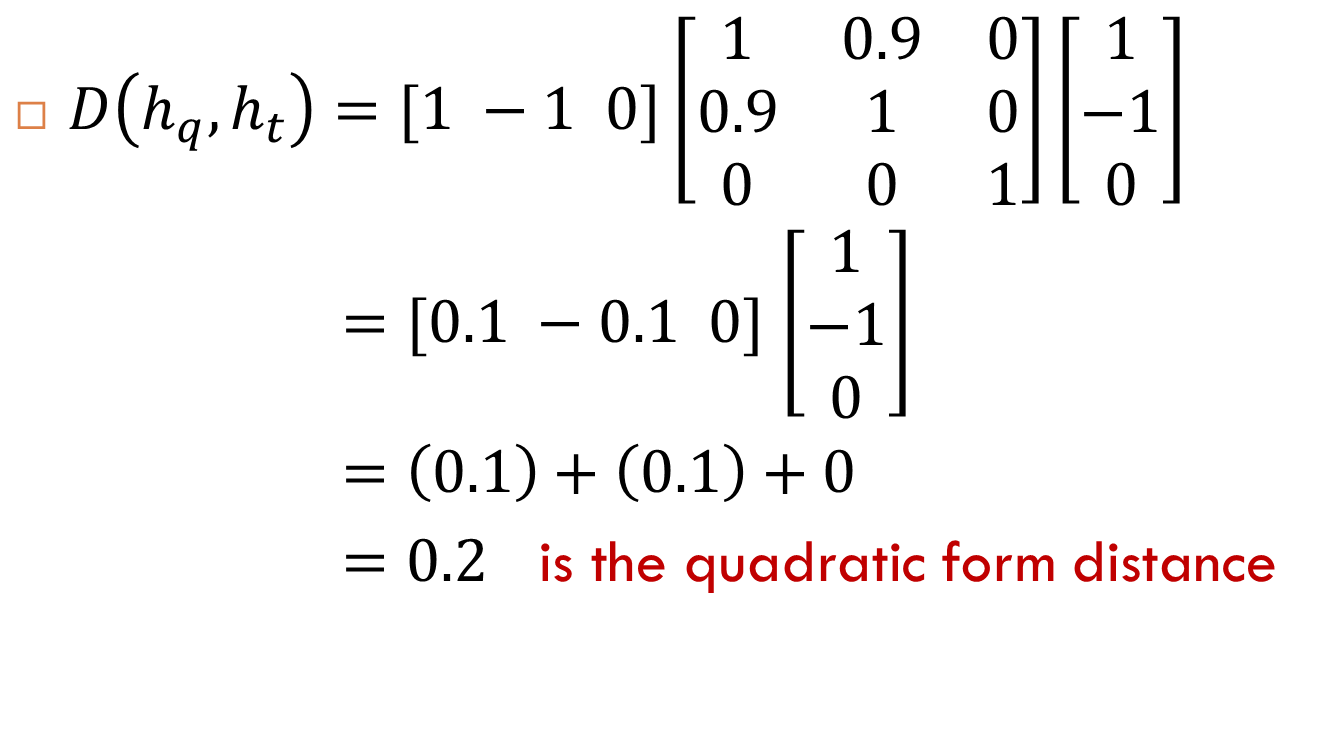 □ D(h_q, h_t) = [1 −1 0] [1 0.9 0; 0.9 1 0; 0 0 1] [1; −1; 0]
= [0.1 −0.1 0] [1; −1; 0]
= (0.1) + (0.1) + 0
= 0.2 is the quadratic form distance